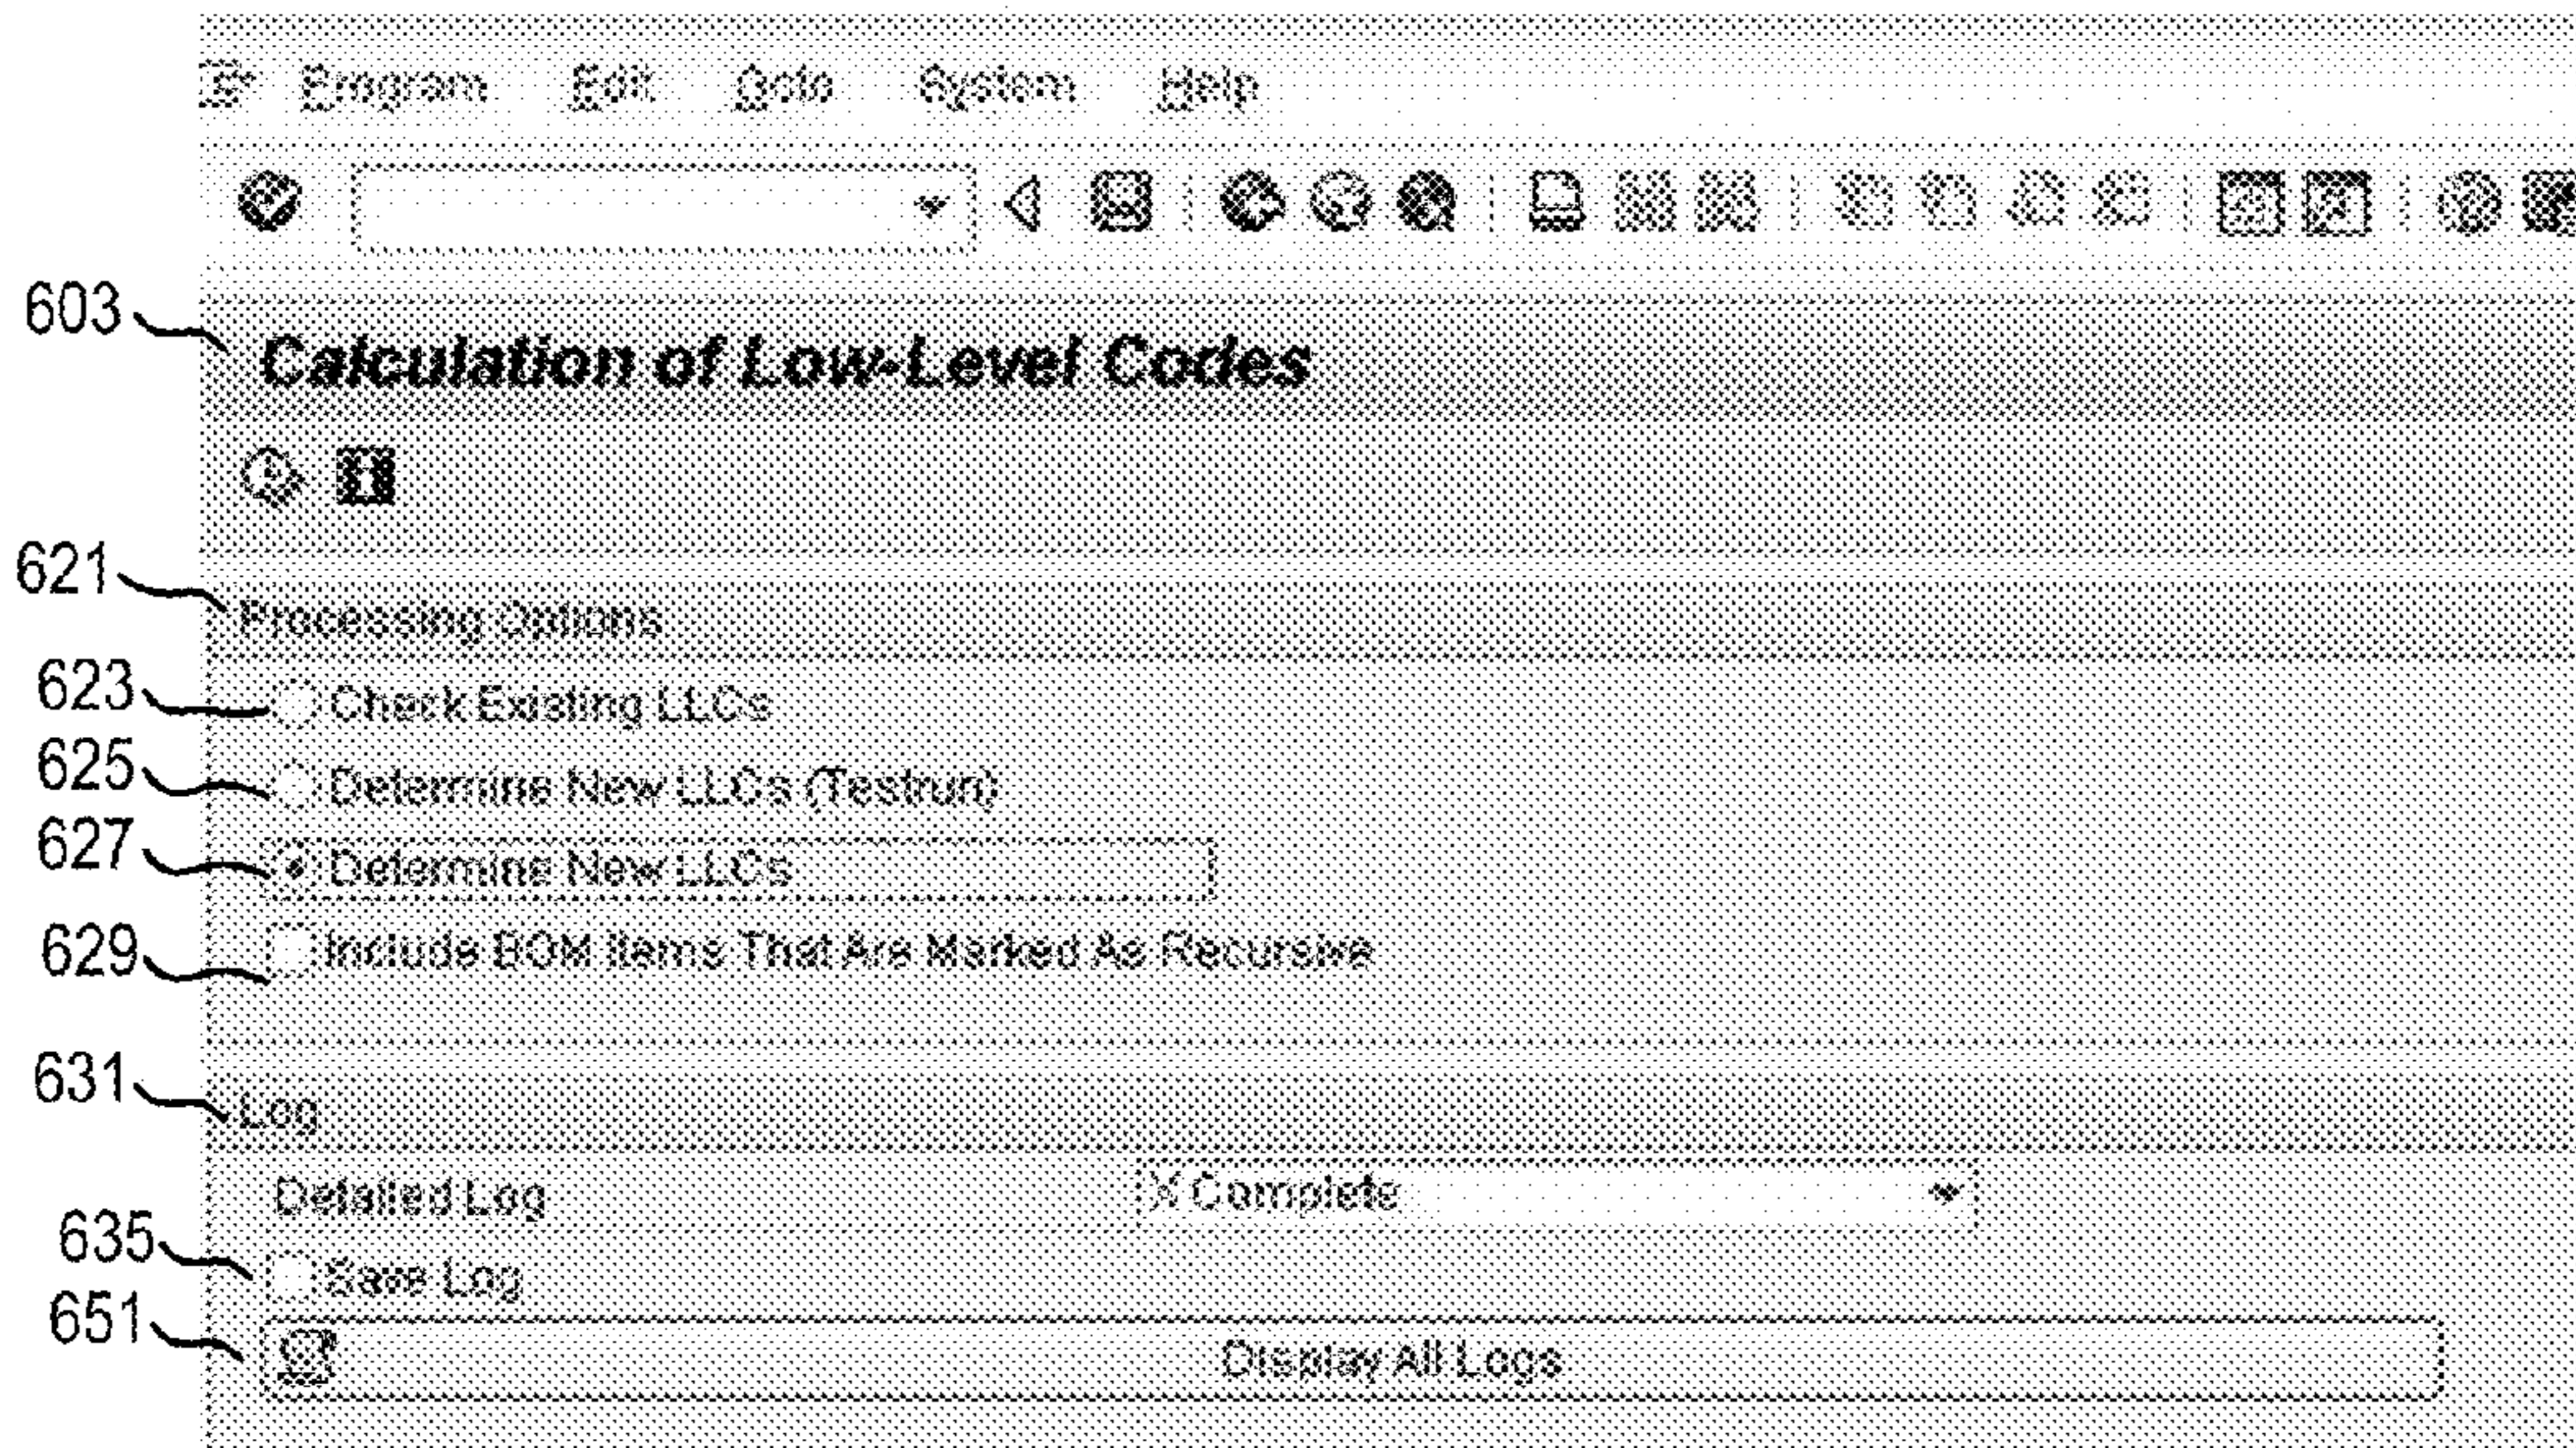 Program Edit Goto System Help
603
Calculation of Low-Level Codes
621
Processing Options
623
Check Existing LLCs
625
Determine New LLCs (Testrun)
627
Determine New LLCs
629
Include BOM Items That Are Marked As Recursive
631
Log
Detailed Log X Complete
635
Save Log
651
Display All Logs